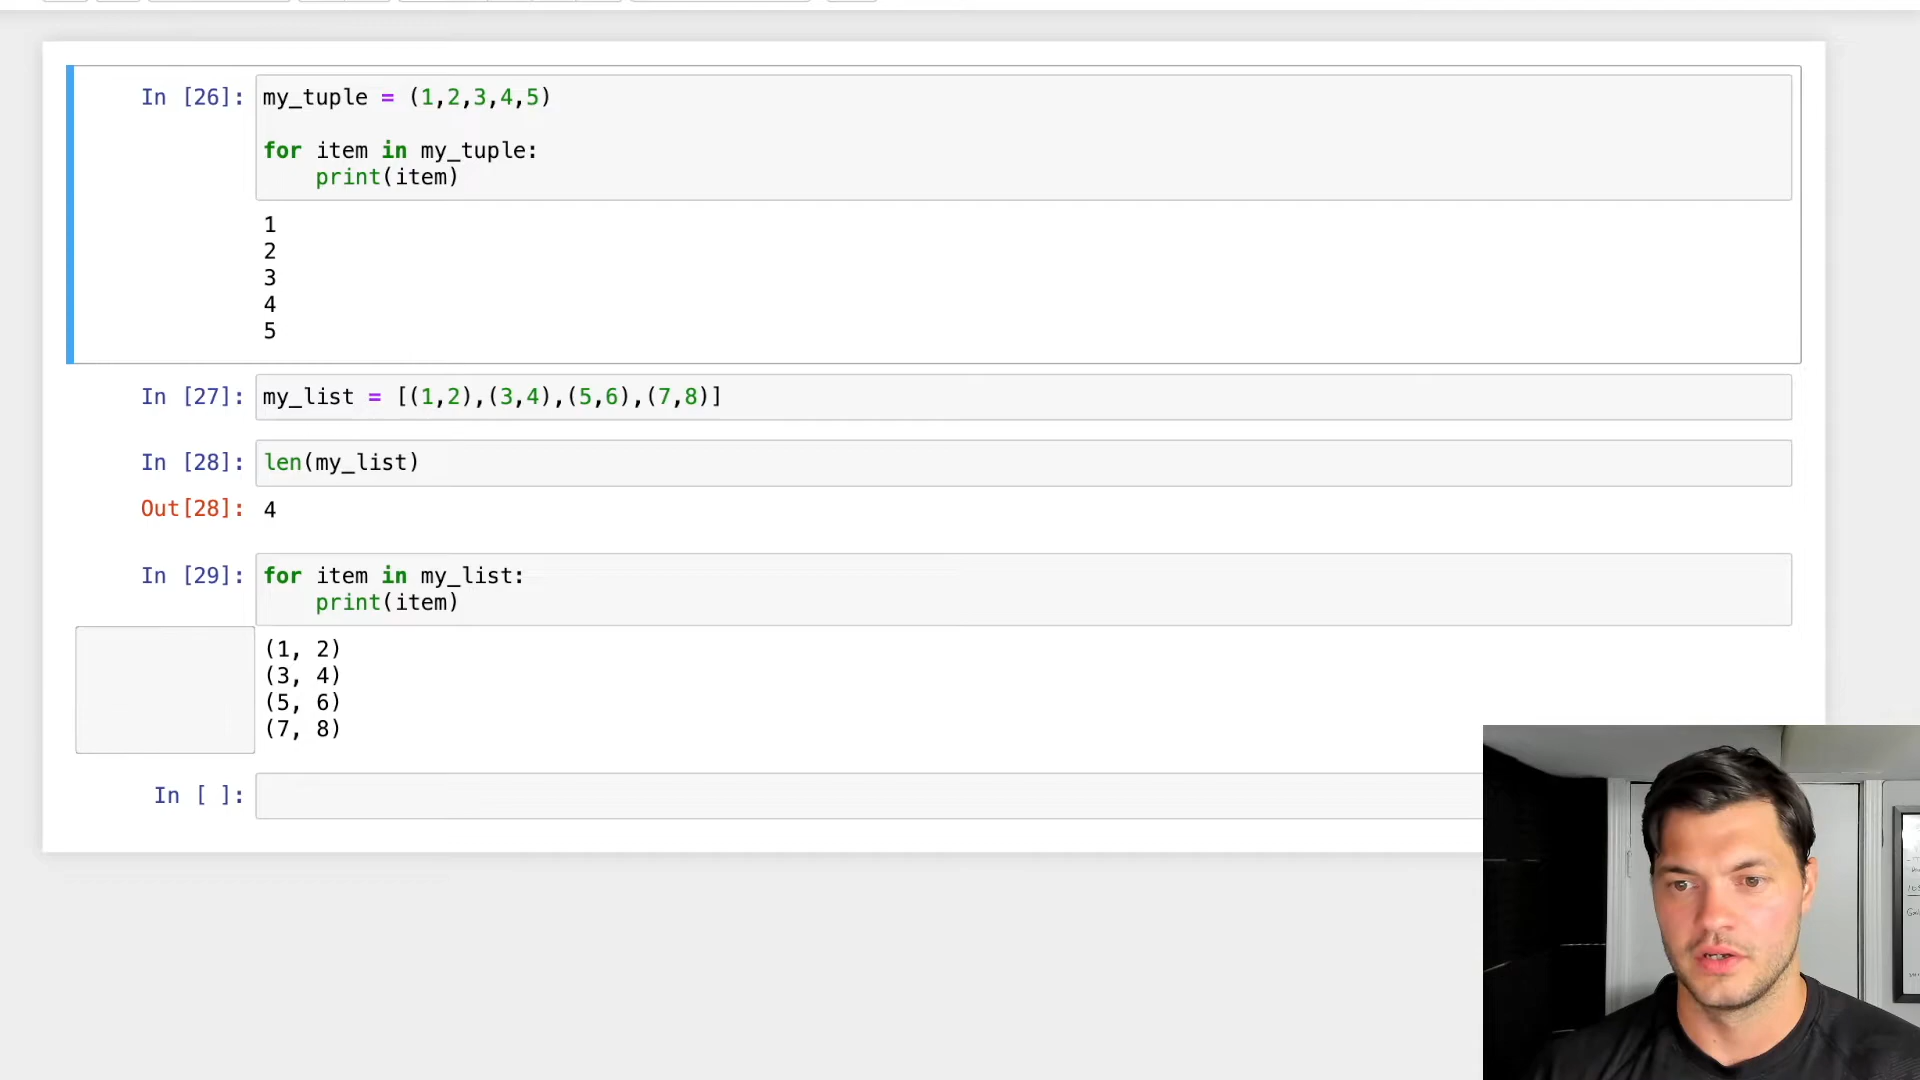 In [26]: my_tuple = (1,2,3,4,5)
for item in my_tuple:
print(item)
1
2
3
4
5
In [27]: my_list = [(1,2),(3,4),(5,6),(7,8)]
In [28]: len(my_list)
Out[28]: 4
In [29]: for item in my_list:
print(item)
(1, 2)
(3, 4)
(5, 6)
(7, 8)
In [ ]: